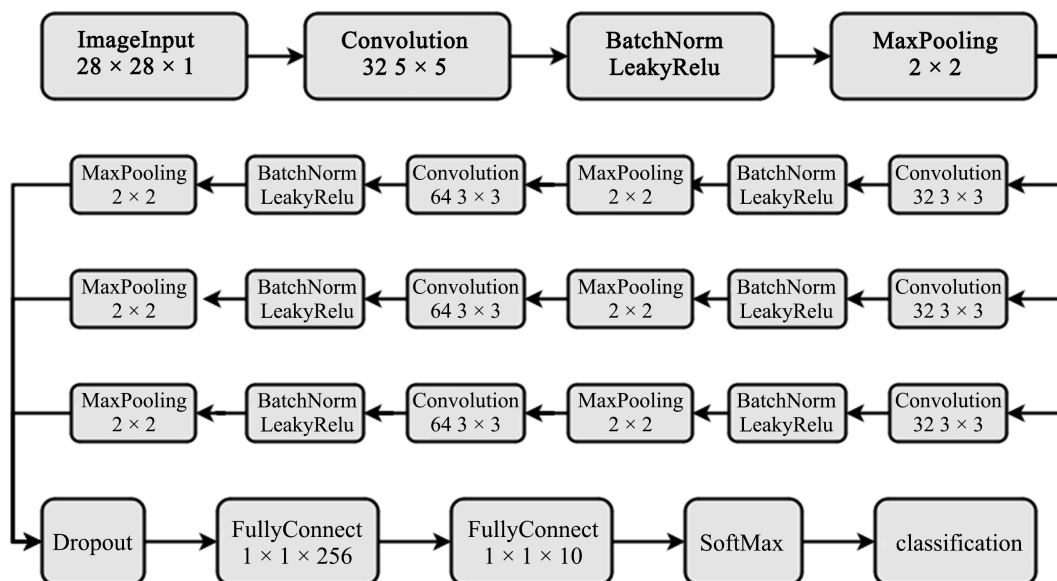 ImageInput
28 × 28 × 1
Convolution
32 5 × 5
BatchNorm
LeakyRelu
MaxPooling
2 × 2
MaxPooling
2 × 2
BatchNorm
LeakyRelu
Convolution
64 3 × 3
MaxPooling
2 × 2
BatchNorm
LeakyRelu
Convolution
32 3 × 3
MaxPooling
2 × 2
BatchNorm
LeakyRelu
Convolution
64 3 × 3
MaxPooling
2 × 2
BatchNorm
LeakyRelu
Convolution
32 3 × 3
MaxPooling
2 × 2
BatchNorm
LeakyRelu
Convolution
64 3 × 3
MaxPooling
2 × 2
BatchNorm
LeakyRelu
Convolution
32 3 × 3
Dropout
FullyConnect
1 × 1 × 256
FullyConnect
1 × 1 × 10
SoftMax
classification